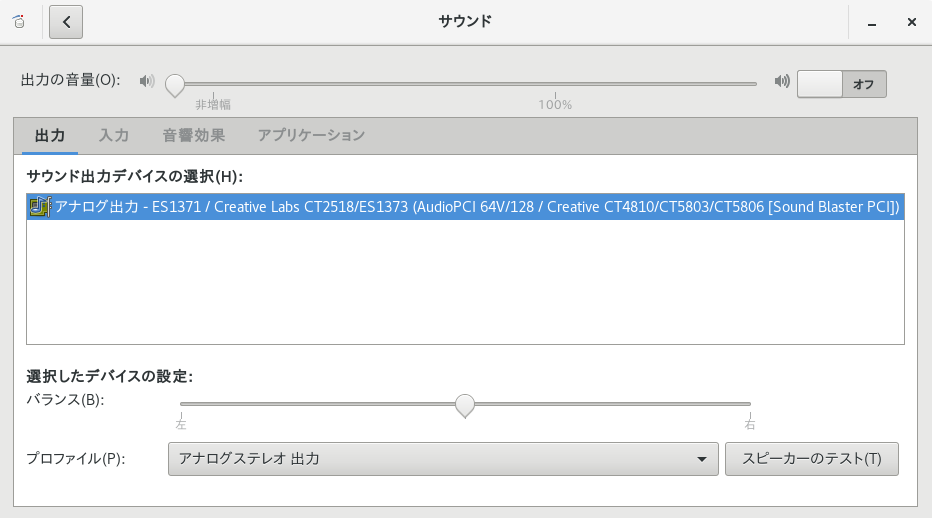 サウンド
出力の音量(O):
オフ
非増幅
100%
出力 入力 音響効果 アプリケーション
サウンド出力デバイスの選択(H):
アナログ出力 - ES1371 / Creative Labs CT2518/ES1373 (AudioPCI 64V/128 / Creative CT4810/CT5803/CT5806 [Sound Blaster PCI])
選択したデバイスの設定:
バランス(B):
左 右
プロファイル(P): アナログステレオ 出力 スピーカーのテスト(T)